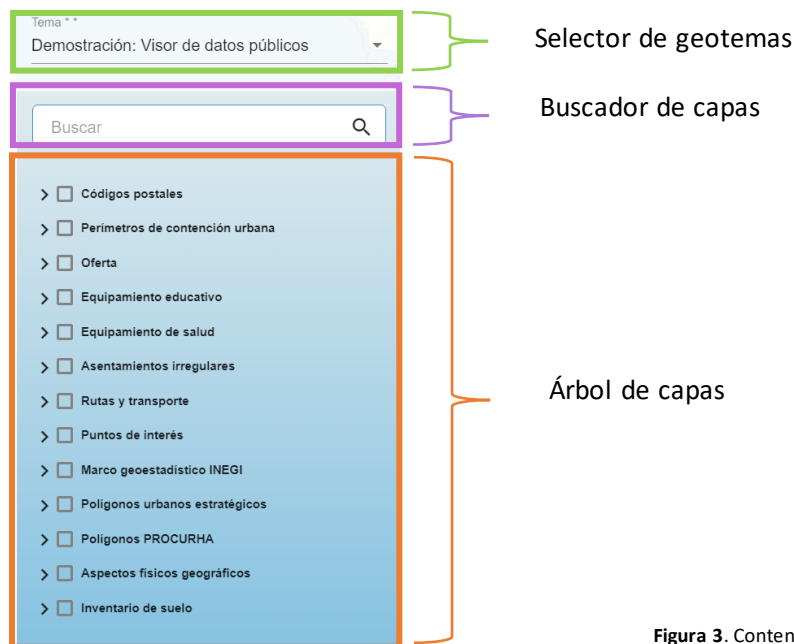 Tema * *
Demostración: Visor de datos públicos
Selector de geotemas
Buscar
Buscador de capas
Códigos postales
Perímetros de contención urbana
Oferta
Equipamiento educativo
Equipamiento de salud
Asentamientos irregulares
Rutas y transporte
Puntos de interés
Marco geoestadístico INEGI
Polígonos urbanos estratégicos
Polígonos PROCURHA
Aspectos físicos geográficos
Inventario de suelo
Árbol de capas
Figura 3. Conten